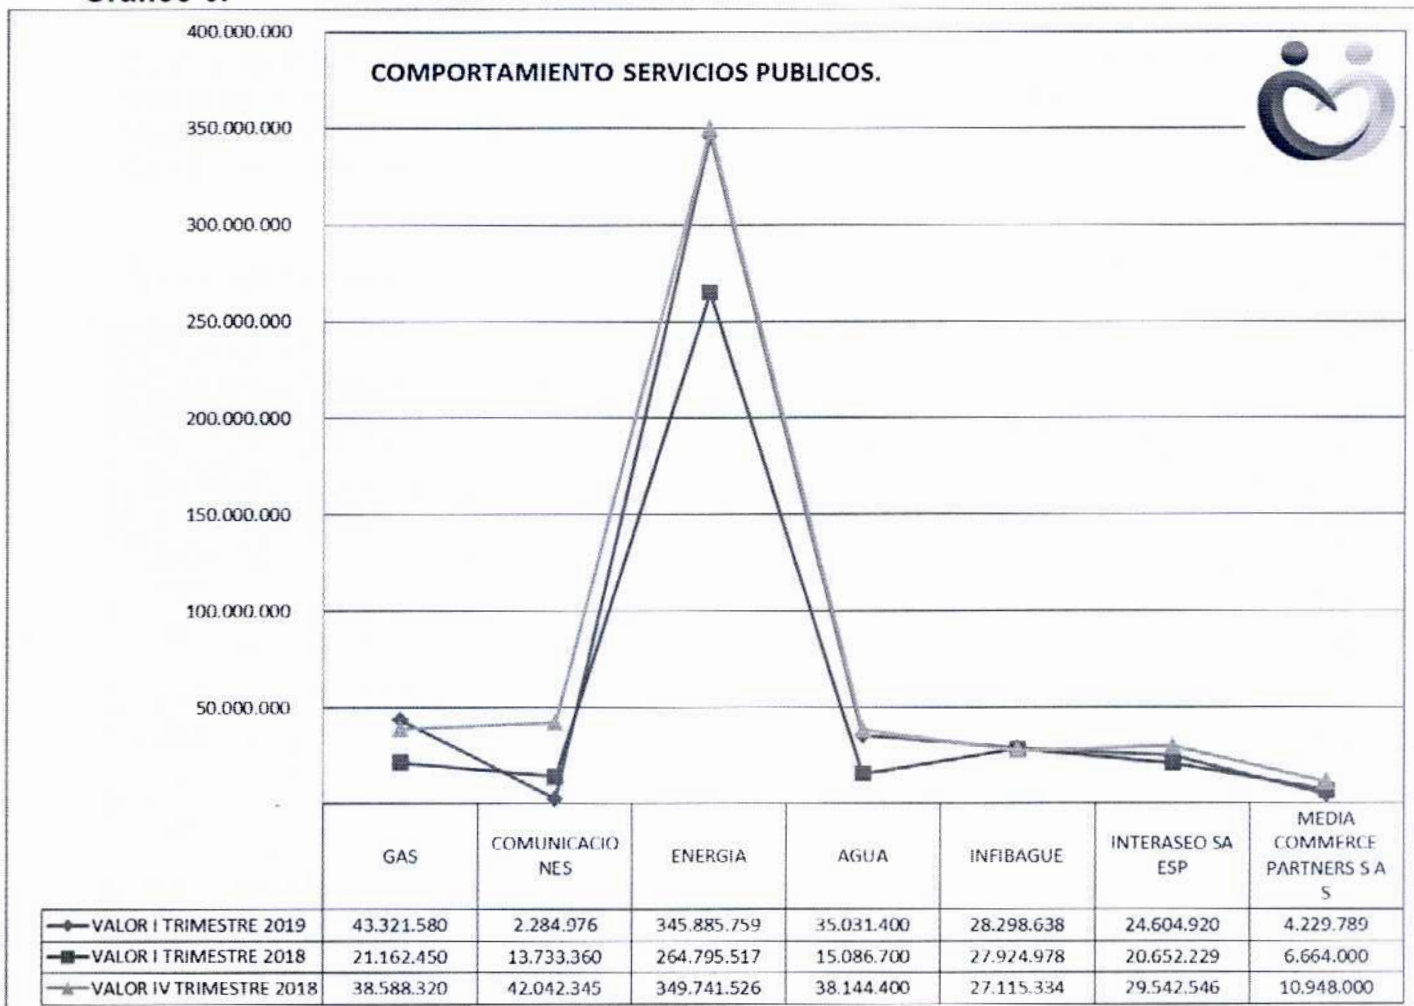 400.000.000
COMPORTAMIENTO SERVICIOS PUBLICOS.
350.000.000
300.000.000
250.000.000
200.000.000
150.000.000
100.000.000
50.000.000
-
GAS
COMUNICACIO
NES
ENERGIA
AGUA
INFIBAGUE
INTERASEO SA
ESP
MEDIA
COMMERCE
PARTNERS S A
S
VALOR I TRIMESTRE 2019 43.321.580 2.284.976 345.885.759 35.031.400 28.298.638 24.604.920 4.229.789
VALOR I TRIMESTRE 2018 21.162.450 13.733.360 264.795.517 15.086.700 27.924.978 20.652.229 6.664.000
VALOR IV TRIMESTRE 2018 38.588.320 42.042.345 349.741.526 38.144.400 27.115.334 29.542.546 10.948.000